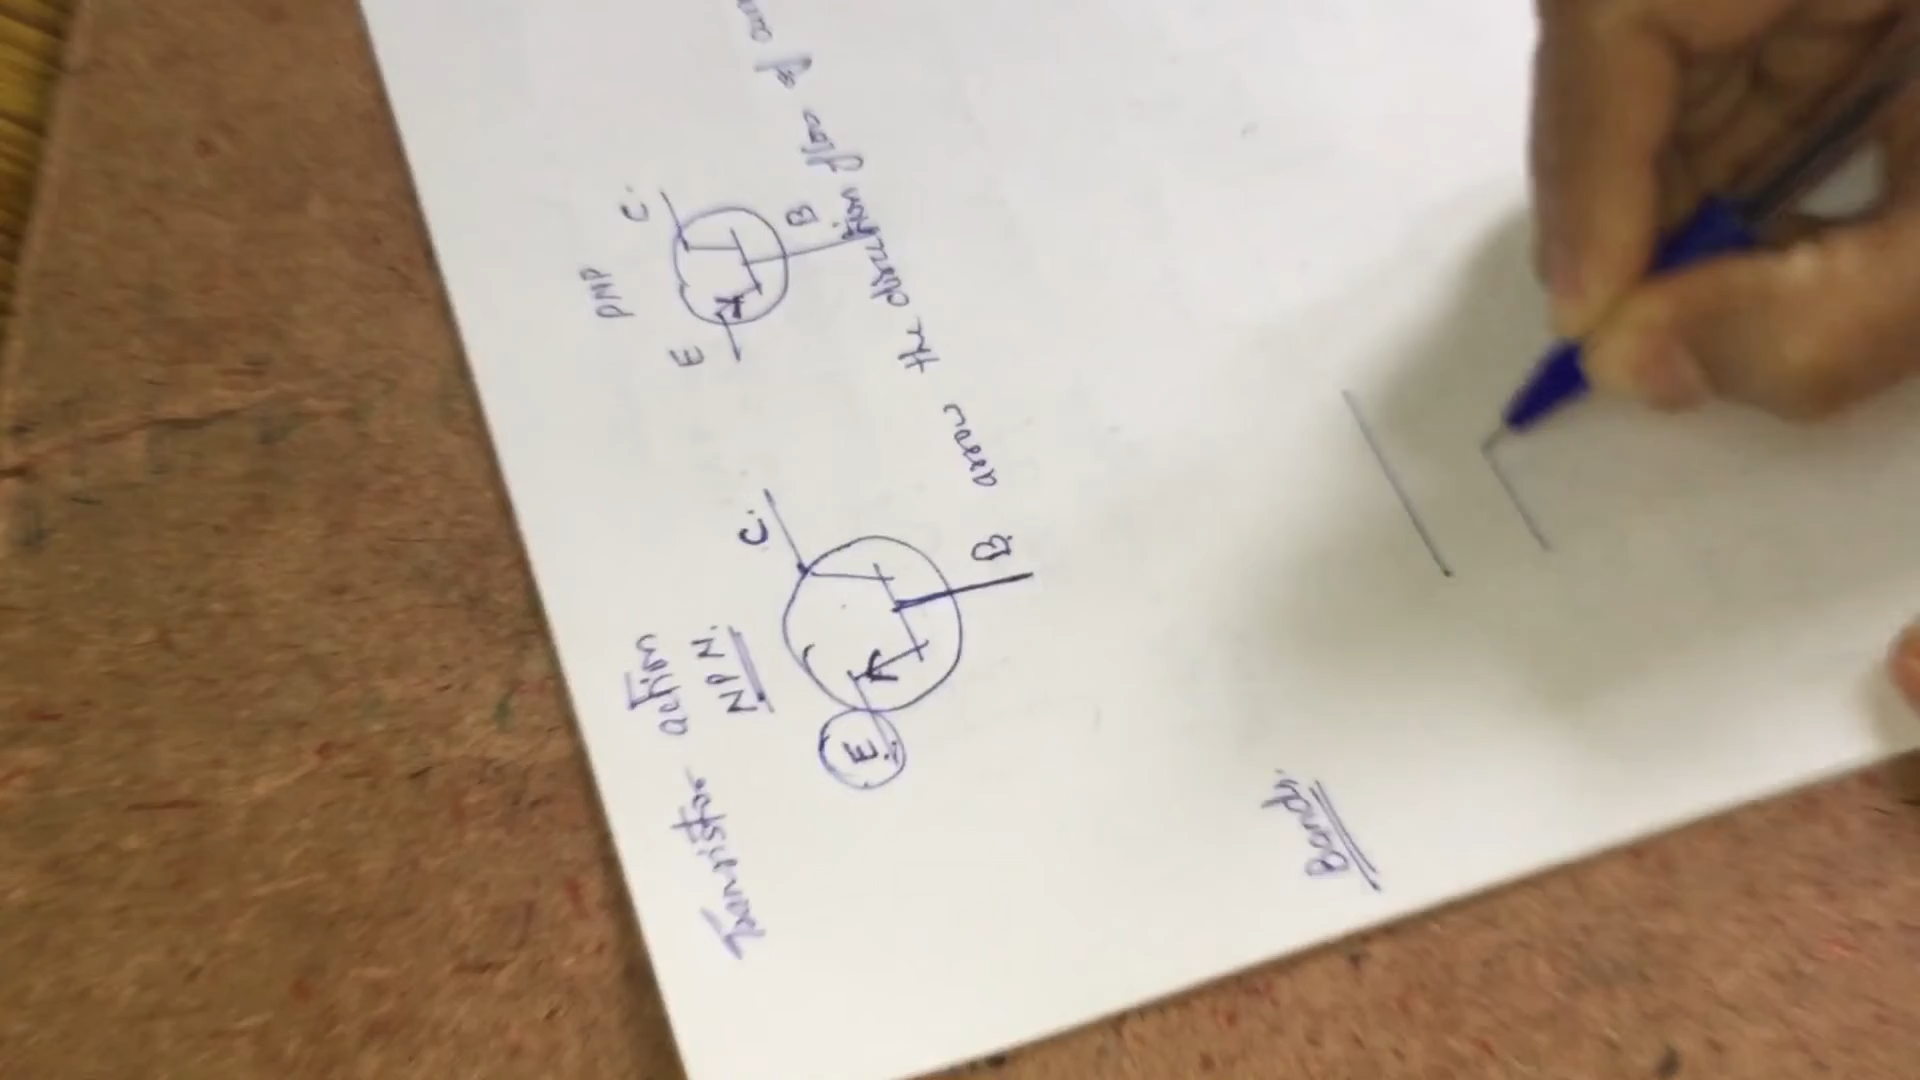 Transistor action
NPN.
PNP
C.
B
E
C.
B
E
arrow the direction flow of
Bands.